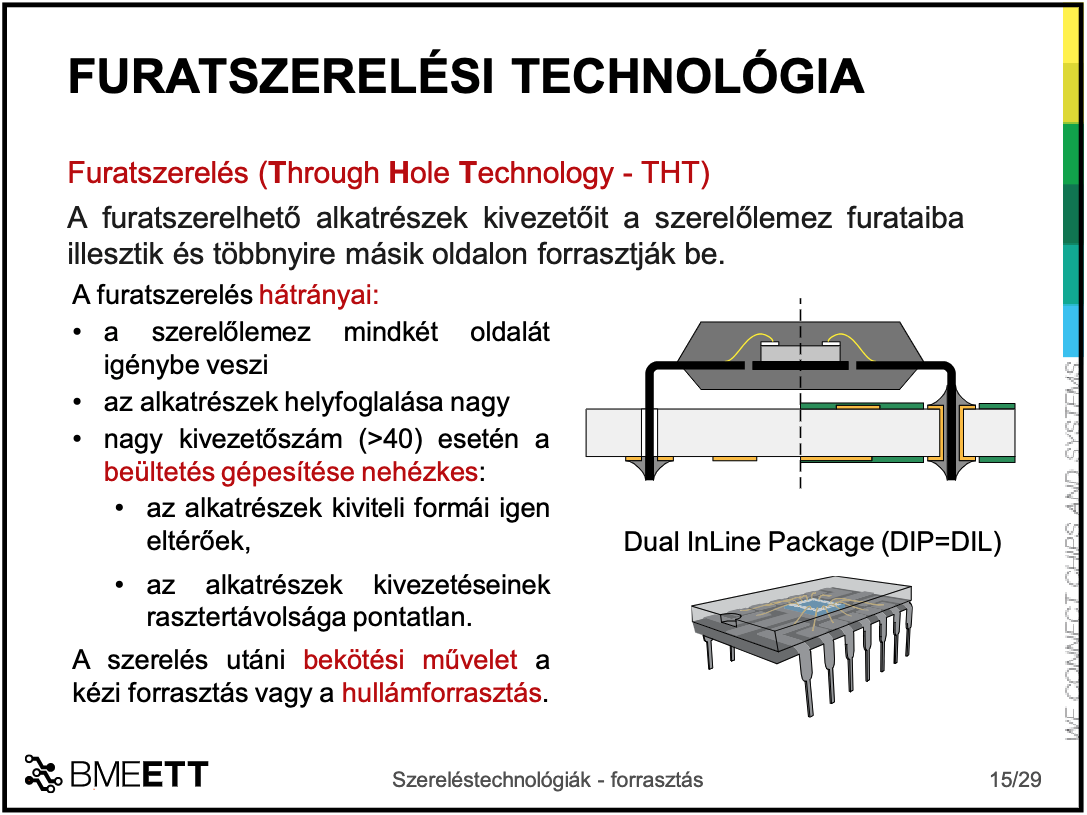 FURATSZERELÉSI TECHNOLÓGIA
Furatszerelés (Through Hole Technology - THT)
A furatszerelhető alkatrészek kivezetőit a szerelőlemez furataiba
illesztik és többnyire másik oldalon forrasztják be.
A furatszerelés hátrányai:
• a szerelőlemez mindkét oldalát
igénybe veszi
• az alkatrészek helyfoglalása nagy
• nagy kivezetőszám (>40) esetén a
beültetés gépesítése nehézkes:
• az alkatrészek kiviteli formái igen
eltérőek,
• az alkatrészek kivezetéseinek
rasztertávolsága pontatlan.
A szerelés utáni bekötési művelet a
kézi forrasztás vagy a hullámforrasztás.
Dual InLine Package (DIP=DIL)
WE CONNECT CHIPS AND SYSTEMS
BMEETT
Szereléstechnológiák - forrasztás
15/29